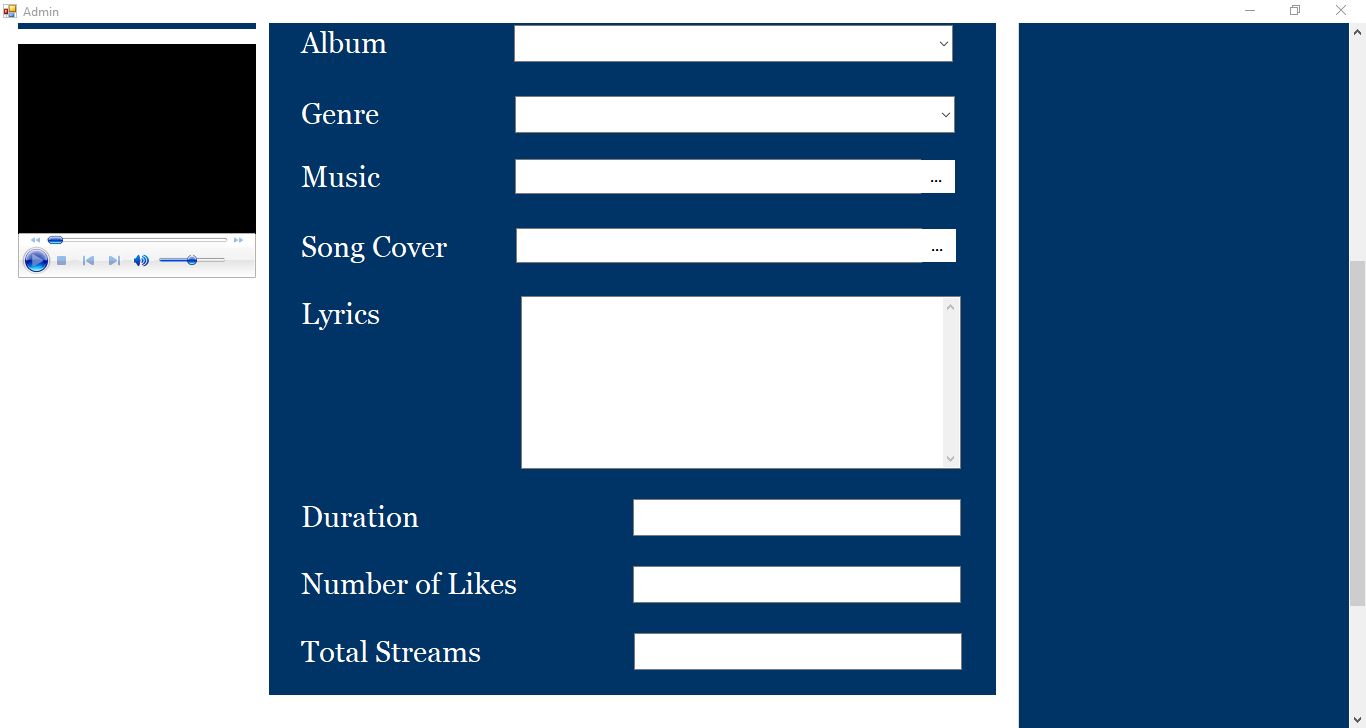 Admin
Album
Genre
Music
...
Song Cover
...
Lyrics
Duration
Number of Likes
Total Streams